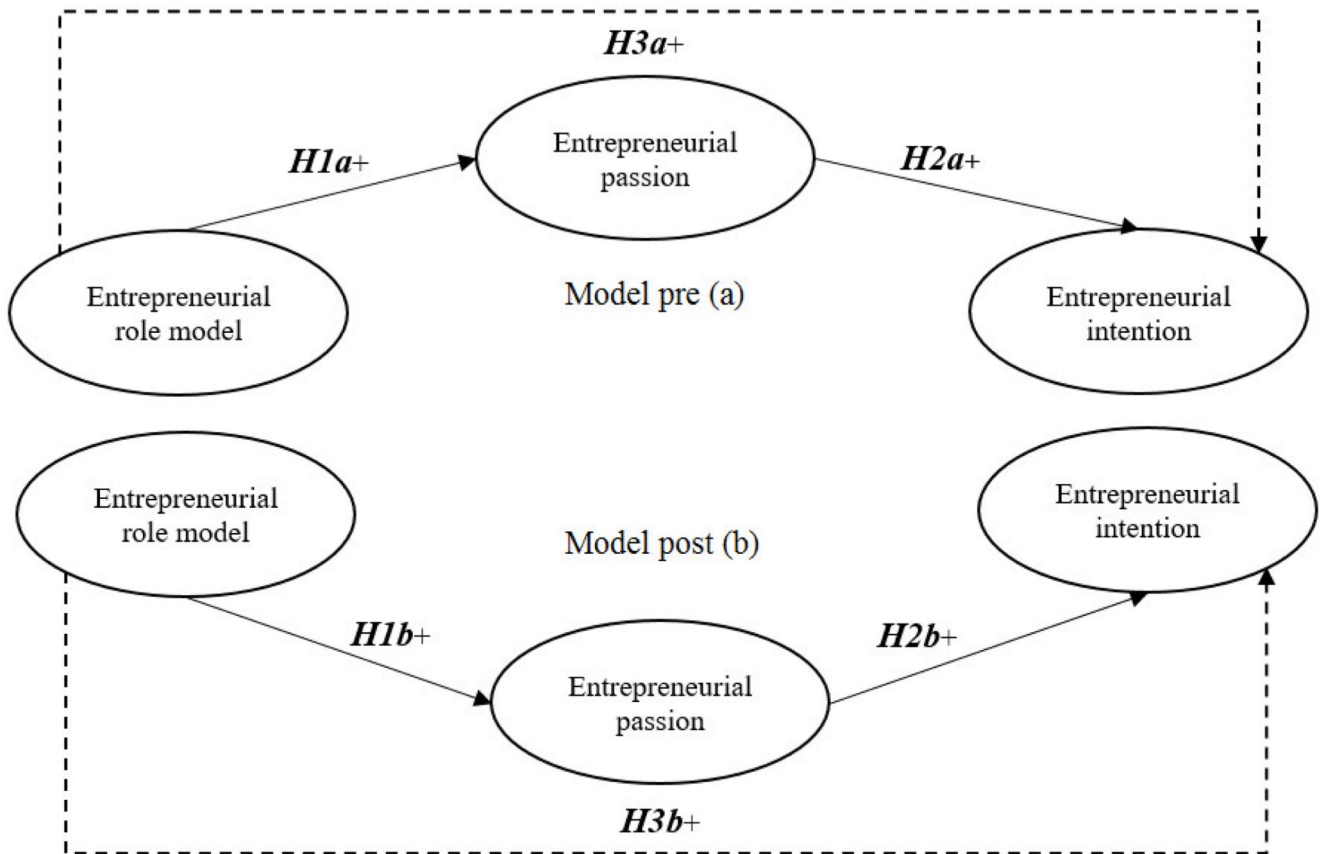 H3a+
Entrepreneurial
passion
H1a+
H2a+
Entrepreneurial
role model
Model pre (a)
Entrepreneurial
intention
Entrepreneurial
role model
Model post (b)
Entrepreneurial
intention
H1b+
H2b+
Entrepreneurial
passion
H3b+